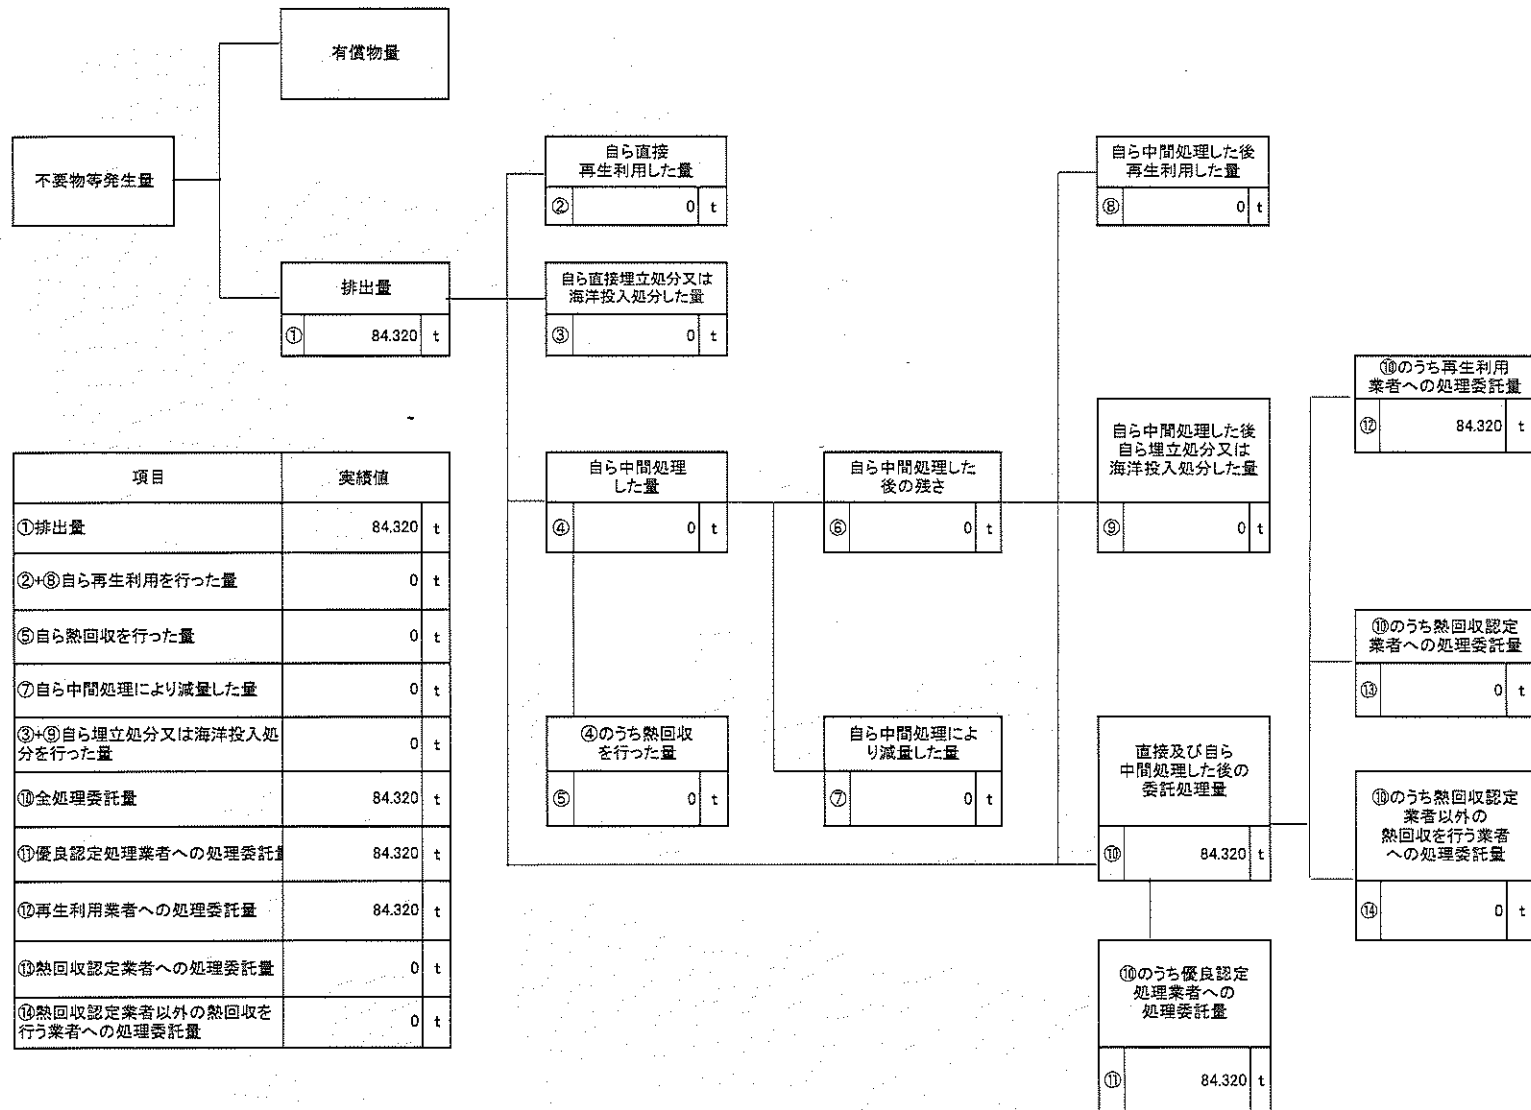 有償物量
不要物等発生量
排出量
① 84.320 t
自ら直接
再生利用した量
② 0 t
自ら直接埋立処分又は
海洋投入処分した量
③ 0 t
自ら中間処理
した量
④ 0 t
④のうち熱回収
を行った量
⑤ 0 t
自ら中間処理した
後の残さ
⑥ 0 t
自ら中間処理によ
り減量した量
⑦ 0 t
自ら中間処理した後
再生利用した量
⑧ 0 t
自ら中間処理した後
自ら埋立処分又は
海洋投入処分した量
⑨ 0 t
直接及び自ら
中間処理した後の
委託処理量
⑩ 84.320 t
⑩のうち優良認定
処理業者への
処理委託量
⑪ 84.320 t
⑩のうち再生利用
業者への処理委託量
⑫ 84.320 t
⑩のうち熱回収認定
業者への処理委託量
⑬ 0 t
⑩のうち熱回収認定
業者以外の
熱回収を行う業者
への処理委託量
⑭ 0 t
項目 実績値
①排出量 84.320 t
②+⑧自ら再生利用を行った量 0 t
⑤自ら熱回収を行った量 0 t
⑦自ら中間処理により減量した量 0 t
③+⑨自ら埋立処分又は海洋投入処
分を行った量 0 t
⑩全処理委託量 84.320 t
⑪優良認定処理業者への処理委託量 84.320 t
⑫再生利用業者への処理委託量 84.320 t
⑬熱回収認定業者への処理委託量 0 t
⑭熱回収認定業者以外の熱回収を
行う業者への処理委託量 0 t